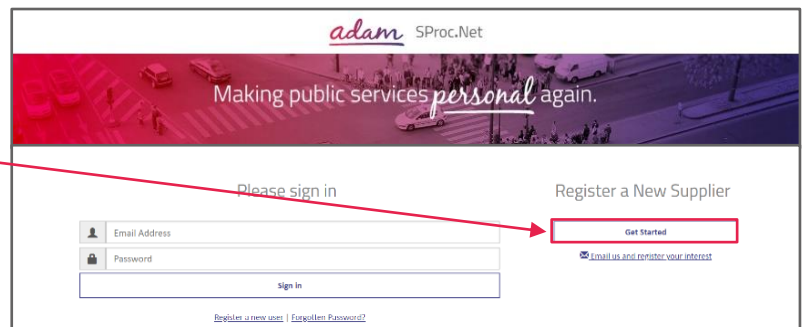 adam SProc.Net
Making public services personal again.
Please sign in
Email Address
Password
Sign in
Register a new user | Forgotten Password?
Register a New Supplier
Get Started
Email us and register your interest